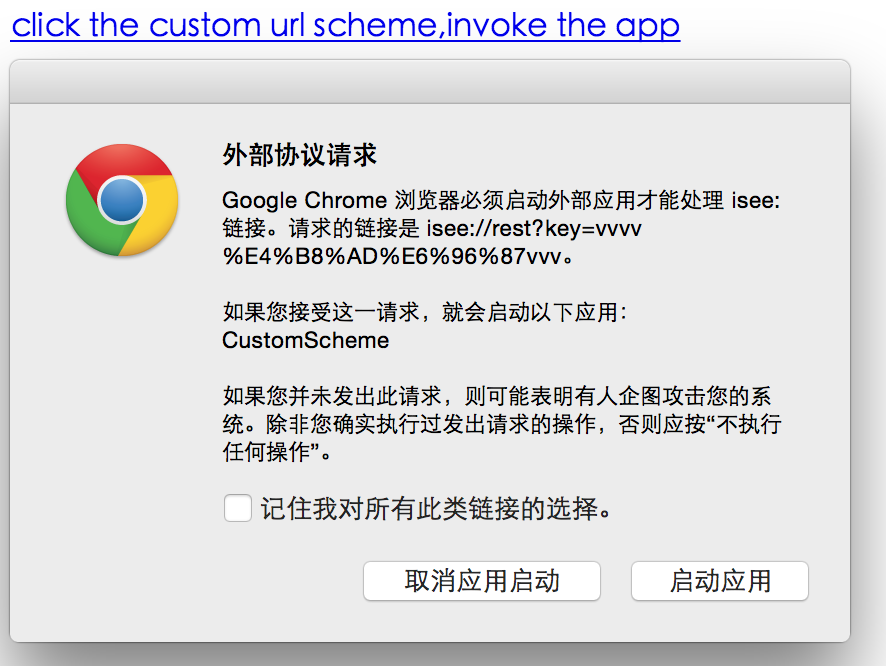 click the custom url scheme,invoke the app
外部协议请求
Google Chrome 浏览器必须启动外部应用才能处理 isee:
链接。请求的链接是 isee://rest?key=vvvv
%E4%B8%AD%E6%96%87vvv。
如果您接受这一请求，就会启动以下应用：
CustomScheme
如果您并未发出此请求，则可能表明有人企图攻击您的系
统。除非您确实执行过发出请求的操作，否则应按“不执行
任何操作”。
记住我对所有此类链接的选择。
取消应用启动
启动应用